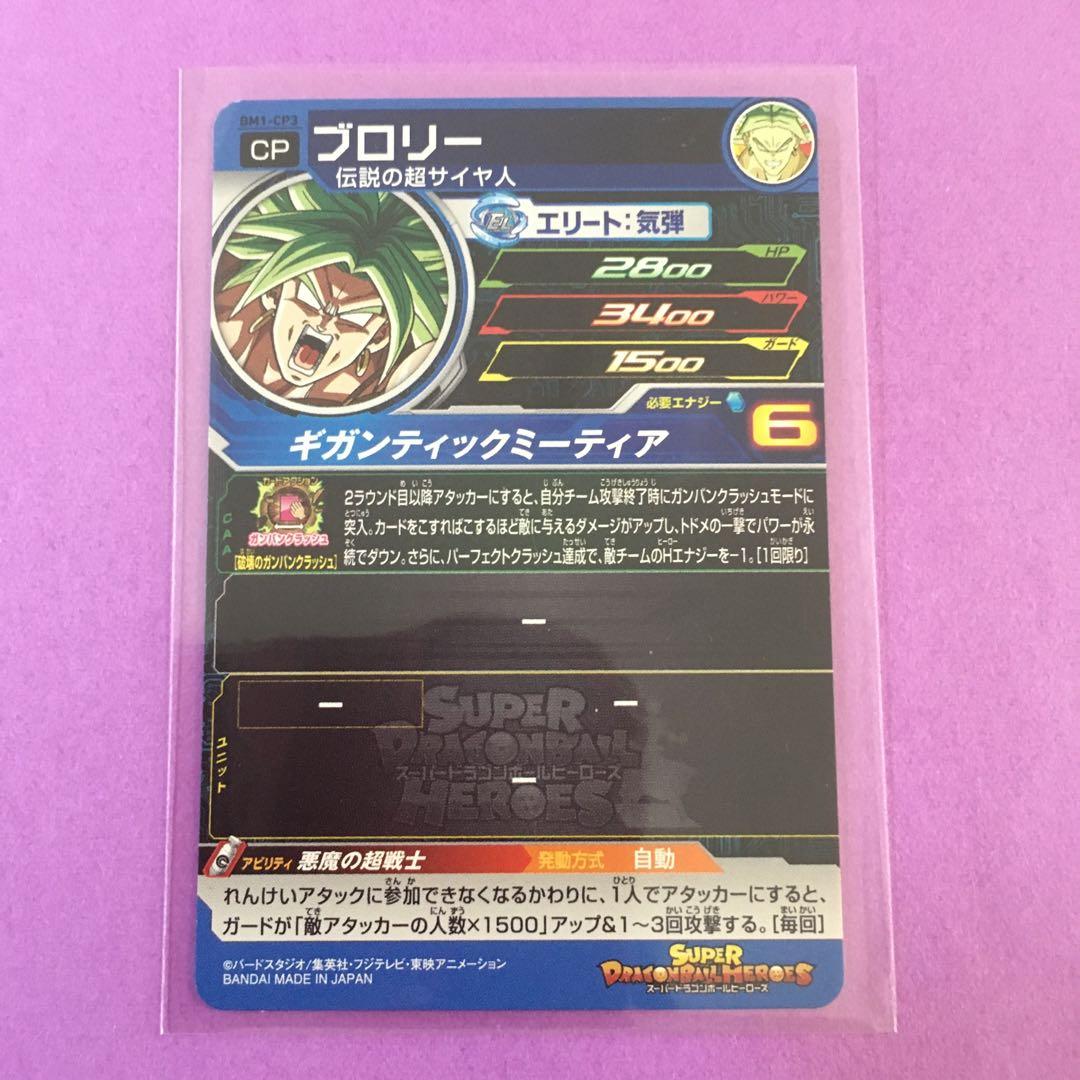 BM1-CP3
CP
ブロリー
伝説の超サイヤ人
エリート:気弾
HP
2800
パワー
3400
ガード
1500
必要エナジー
6
ギガンティックミーティア
CAA
カードアクション
ガンバンクラッシュ
[破壊のガンバンクラッシュ]
2ラウンド目以降アタッカーにすると、自分チーム攻撃終了時にガンバンクラッシュモードに
突入。カードをこすればこするほど敵に与えるダメージがアップし、トドメの一撃でパワーが永
続でダウン。さらに、パーフェクトクラッシュ達成で、敵チームのHエナジーを-1。[1回限り]
ー
ユニット
ー
ー
ー
SUPER
DRAGONBALL
スーパードラゴンボールヒーローズ
HEROES
アビリティ 悪魔の超戦士
発動方式 自動
れんけいアタックに参加できなくなるかわりに、1人でアタッカーにすると、
ガードが「敵アタッカーの人数×1500」アップ&1〜3回攻撃する。[毎回]
©バードスタジオ/集英社・フジテレビ・東映アニメーション
BANDAI MADE IN JAPAN
SUPER
DRAGONBALL HEROES
スーパードラゴンボールヒーローズ